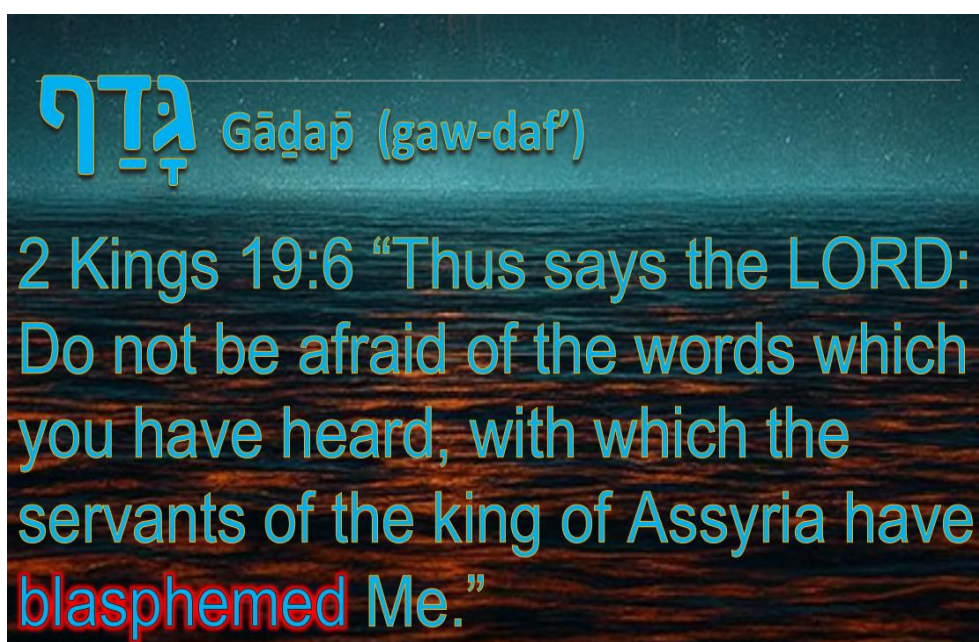 גָּדַף Gāḏap̄ (gaw-daf’)
2 Kings 19:6 “Thus says the LORD:
Do not be afraid of the words which
you have heard, with which the
servants of the king of Assyria have
blasphemed Me.”